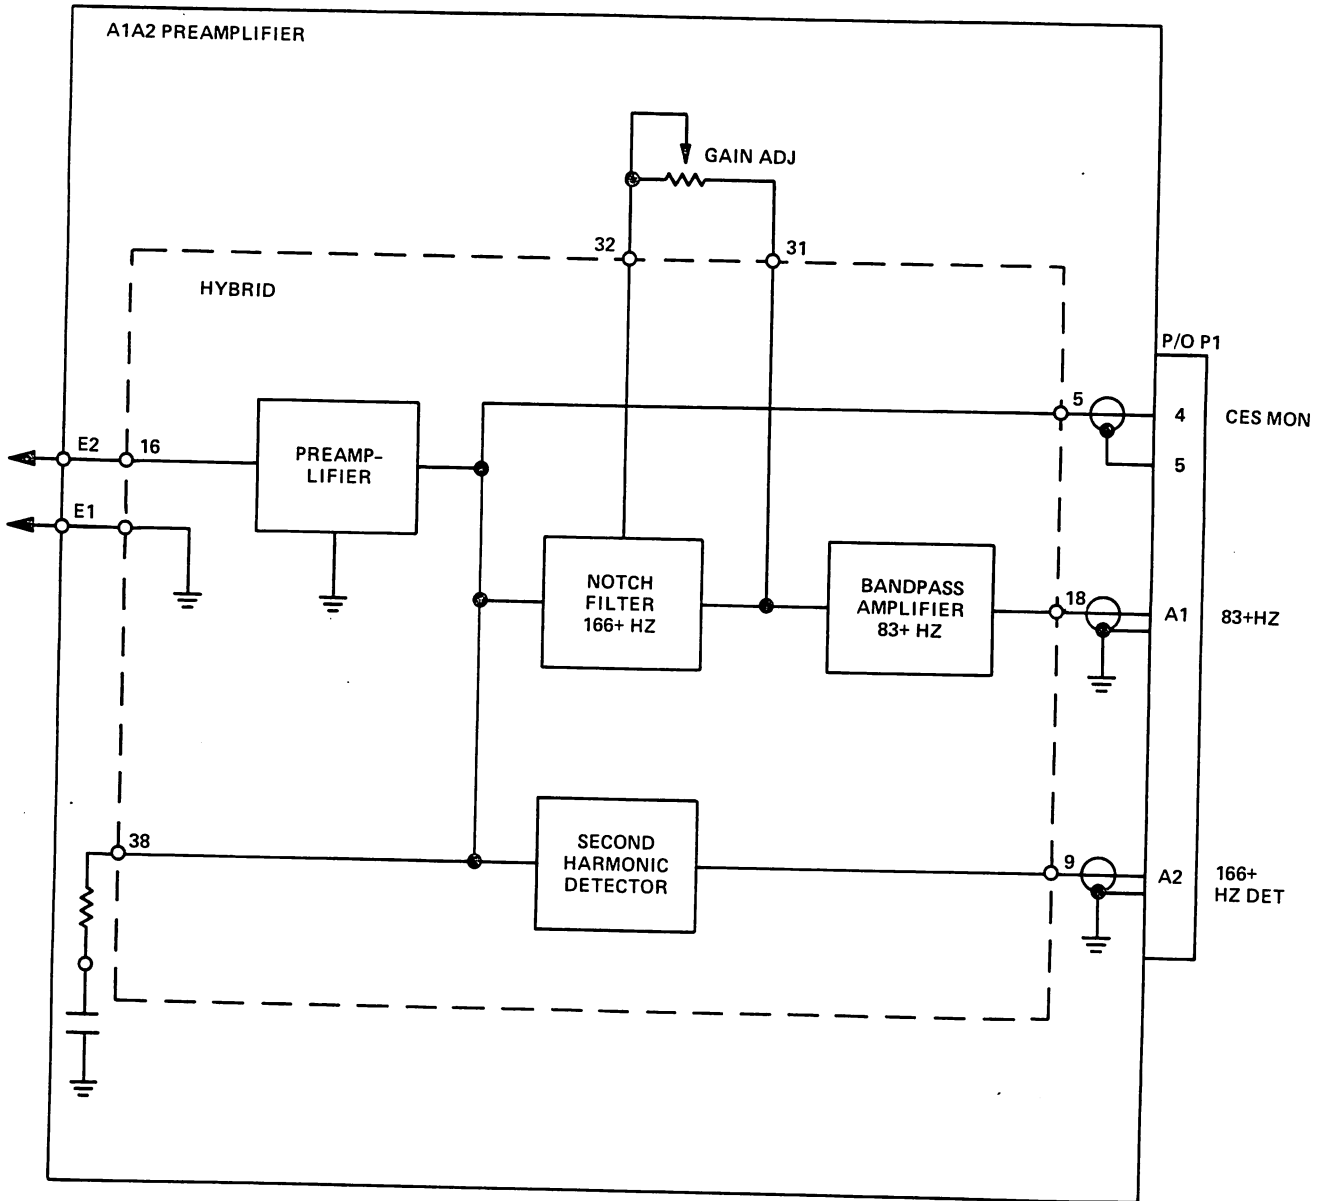 A1A2 PREAMPLIFIER
GAIN ADJ
32
31
HYBRID
P/O P1
5
4
CES MON
5
E2
16
PREAMP-
LIFIER
E1
NOTCH
FILTER
166+ HZ
BANDPASS
AMPLIFIER
83+ HZ
18
A1
83+HZ
38
SECOND
HARMONIC
DETECTOR
9
A2
166+
HZ DET